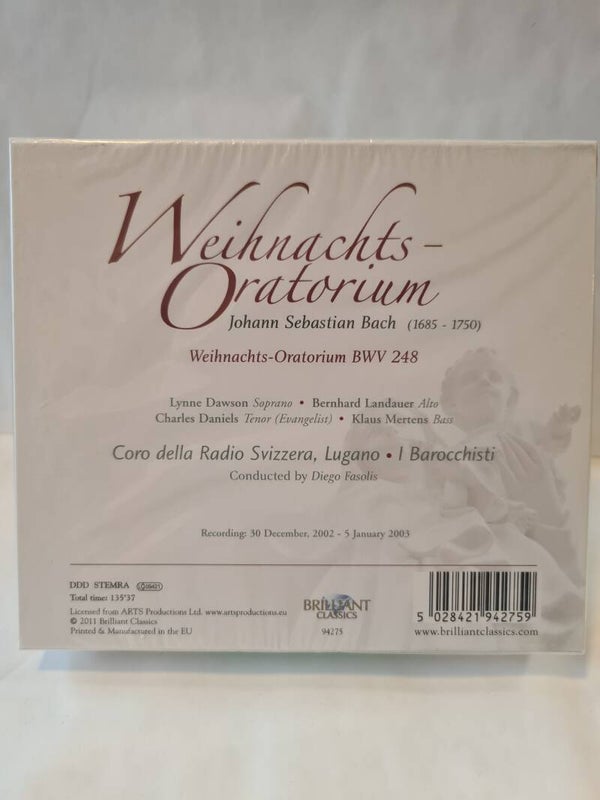 Weihnachts-
Oratorium
Johann Sebastian Bach (1685 - 1750)
Weihnachts-Oratorium BWV 248
Lynne Dawson Soprano • Bernhard Landauer Alto
Charles Daniels Tenor (Evangelist) • Klaus Mertens Bass
Coro della Radio Svizzera, Lugano • I Barocchisti
Conducted by Diego Fasolis
Recording: 30 December, 2002 - 5 January 2003
DDD STEMRA
Total time: 135'37
Licensed from ARTS Productions Ltd. www.artsproductions.eu
© 2011 Brilliant Classics
Printed & Manufactured in the EU
BRILLIANT
CLASSICS
94275
5 028421 942759
www.brilliantclassics.com